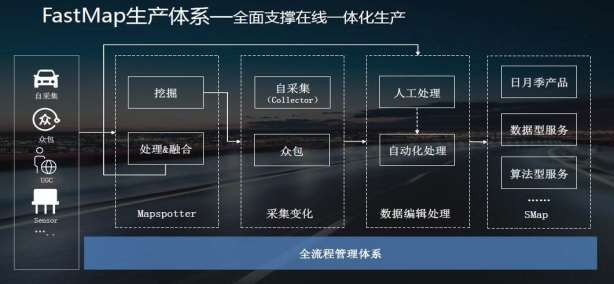 FastMap生产体系—全面支撑在线一体化生产
自采集
众
众包
UGC
Sensor
…..
挖掘
处理&融合
Mapspotter
自采集
(Collector)
众包
采集变化
人工处理
自动化处理
数据编辑处理
日月季产品
数据型服务
算法型服务
……
SMap
全流程管理体系